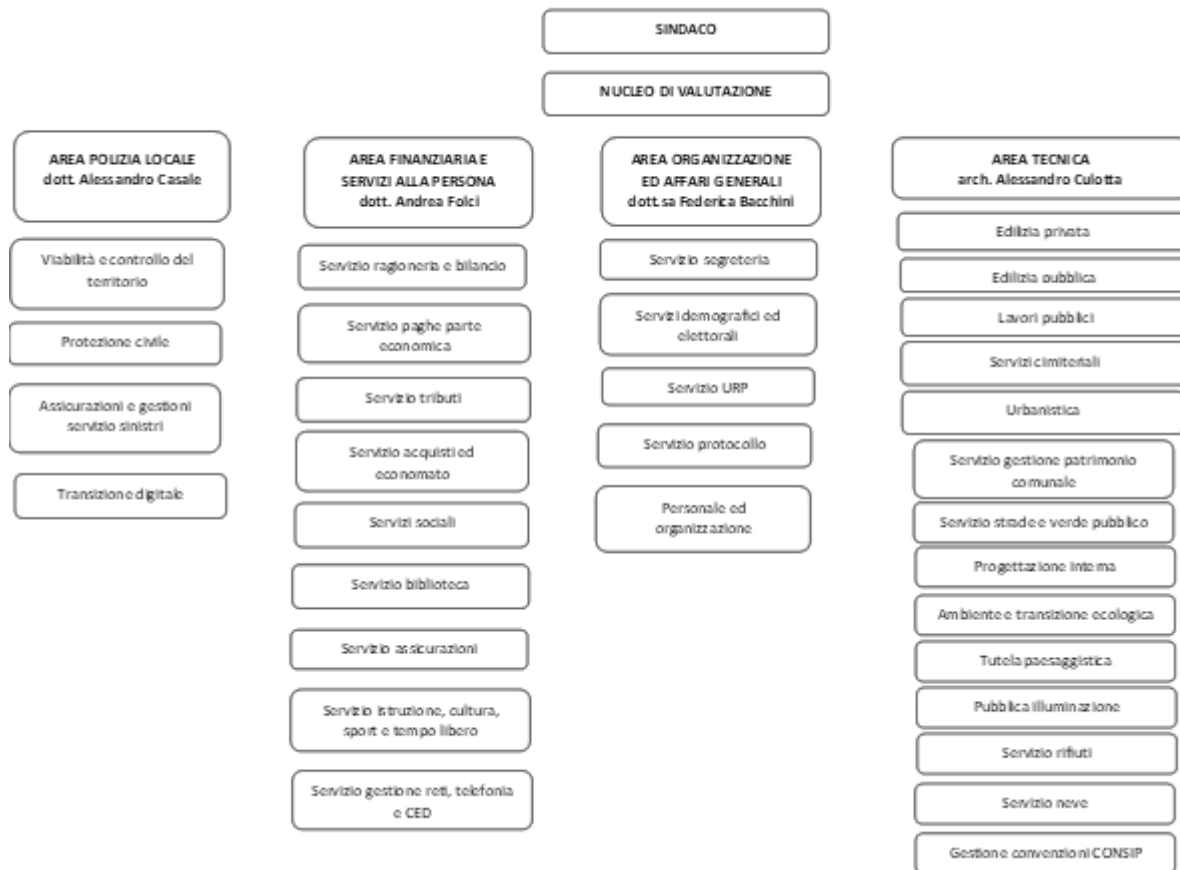 SINDACO
NUCLEO DI VALUTAZIONE
AREA POLIZIA LOCALE
dott. Alessandro Casale
Viabilità e controllo del
territorio
Protezione civile
Assicurazioni e gestioni
servizio sinistri
Transizione digitale
AREA FINANZIARIA E
SERVIZI ALLA PERSONA
dott. Andrea Folci
Servizio ragioneria e bilancio
Servizio paghe parte
economica
Servizio tributi
Servizio acquisti ed
economato
Servizi sociali
Servizio biblioteca
Servizio assicurazioni
Servizio istruzione, cultura,
sport e tempo libero
Servizio gestione reti, telefonia
e CED
AREA ORGANIZZAZIONE
ED AFFARI GENERALI
dott.sa Federica Bacchini
Servizio segreteria
Servizi demografici ed
elettorali
Servizio URP
Servizio protocollo
Personale ed
organizzazione
AREA TECNICA
arch. Alessandro Culotta
Edilizia privata
Edilizia pubblica
Lavori pubblici
Servizi cimiteriali
Urbanistica
Servizio gestione patrimonio
comunale
Servizio strade e verde pubblico
Progettazione interna
Ambiente e transizione ecologica
Tutela paesaggistica
Pubblica illuminazione
Servizio rifiuti
Servizio neve
Gestione convenzioni CONSIP